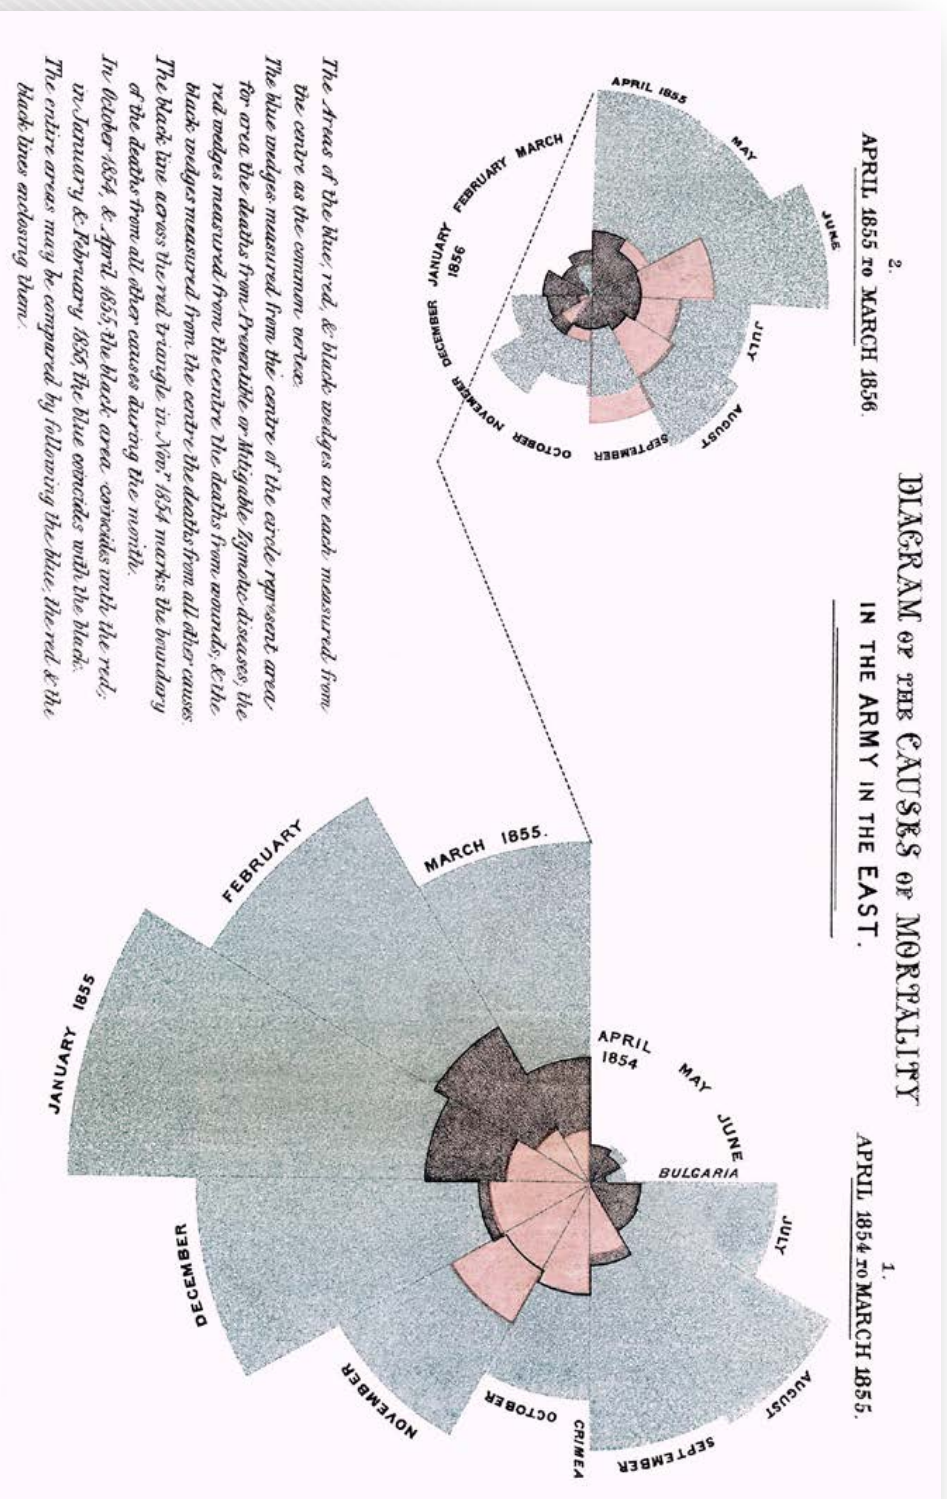 DIAGRAM OF THE CAUSES OF MORTALITY
IN THE ARMY IN THE EAST.
2.
APRIL 1855 TO MARCH 1856.
1.
APRIL 1854 TO MARCH 1855.
APRIL 1855
MAY
JUNE
JULY
AUGUST
SEPTEMBER
OCTOBER
NOVEMBER
DECEMBER
JANUARY
1856
FEBRUARY
MARCH
APRIL
1854
MAY
JUNE
BULGARIA
JULY
AUGUST
SEPTEMBER
CRIMEA
OCTOBER
NOVEMBER
DECEMBER
JANUARY 1855
FEBRUARY
MARCH 1855.
The Areas of the blue, red, & black wedges are each measured from
the centre as the common vertex.
The blue wedges measured from the centre of the circle represent area
for area the deaths from Preventible or Mitigable Zymotic diseases, the
red wedges measured from the centre the deaths from wounds, & the
black wedges measured from the centre the deaths from all other causes.
The black line across the red triangle in Novr 1854 marks the boundary
of the deaths from all other causes during the month.
In October 1854, & April 1855, the black area coincides with the red;
in January & February 1856, the blue coincides with the black.
The entire areas may be compared by following the blue, the red & the
black lines enclosing them.